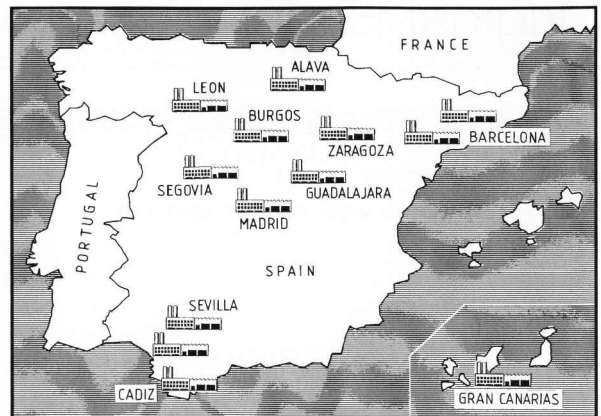 FRANCE
ALAVA
LEON
BURGOS
ZARAGOZA
BARCELONA
SEGOVIA
GUADALAJARA
MADRID
PORTUGAL
SPAIN
SEVILLA
CADIZ
GRAN CANARIAS